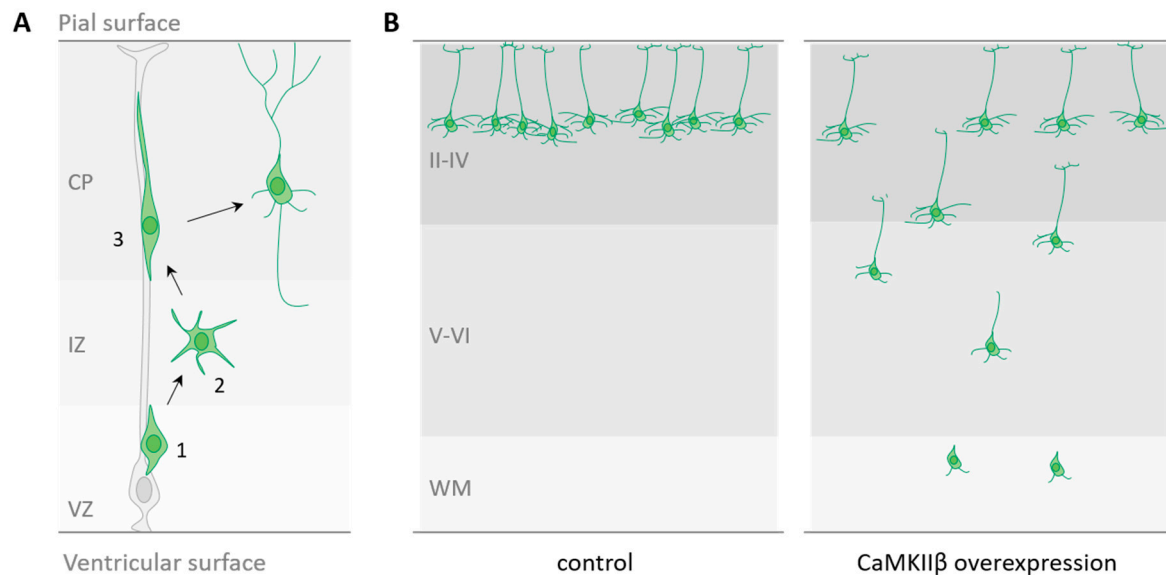 A
Pial surface
CP
3
IZ
2
1
VZ
Ventricular surface
B
II-IV
V-VI
WM
control
CaMKIIβ overexpression